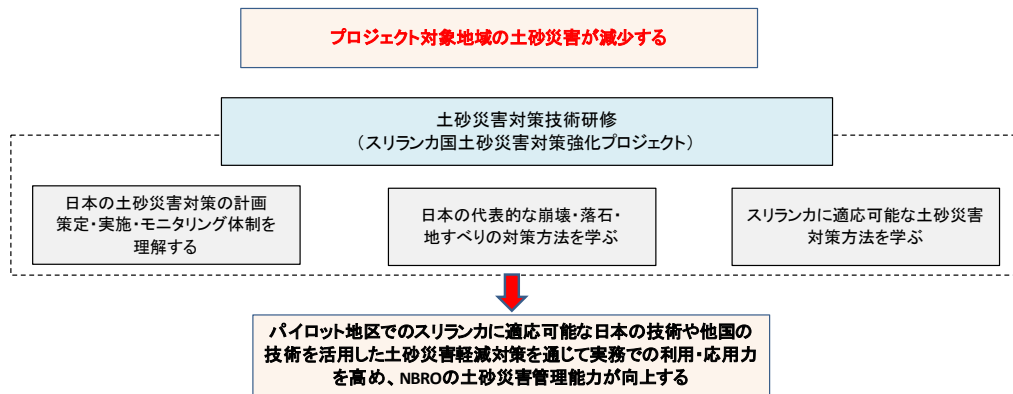 プロジェクト対象地域の土砂災害が減少する
土砂災害対策技術研修
（スリランカ国土砂災害対策強化プロジェクト）
日本の土砂災害対策の計画
策定・実施・モニタリング体制を
理解する
日本の代表的な崩壊・落石・
地すべりの対策方法を学ぶ
スリランカに適応可能な土砂災害
対策方法を学ぶ
パイロット地区でのスリランカに適応可能な日本の技術や他国の
技術を活用した土砂災害軽減対策を通じて実務での利用・応用力
を高め、NBROの土砂災害管理能力が向上する